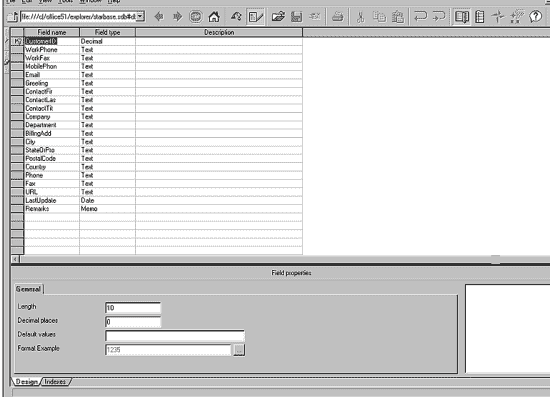 File Edit View Tools Window Help
file:///d|/office51/explorer/starbase.sdb#d:
Field name Field type Description
CustomerID Decimal
WorkPhone Text
WorkFax Text
MobilePhon Text
Email Text
Greeting Text
ContactFir Text
ContactLas Text
ContactTit Text
Company Text
Department Text
BillingAdd Text
City Text
StateOrPro Text
PostalCode Text
Country Text
Phone Text
Fax Text
URL Text
LastUpdate Date
Remarks Memo
Field properties
General
Length 10
Decimal places 0
Default values
Format Example 1235
...
Design Indexes